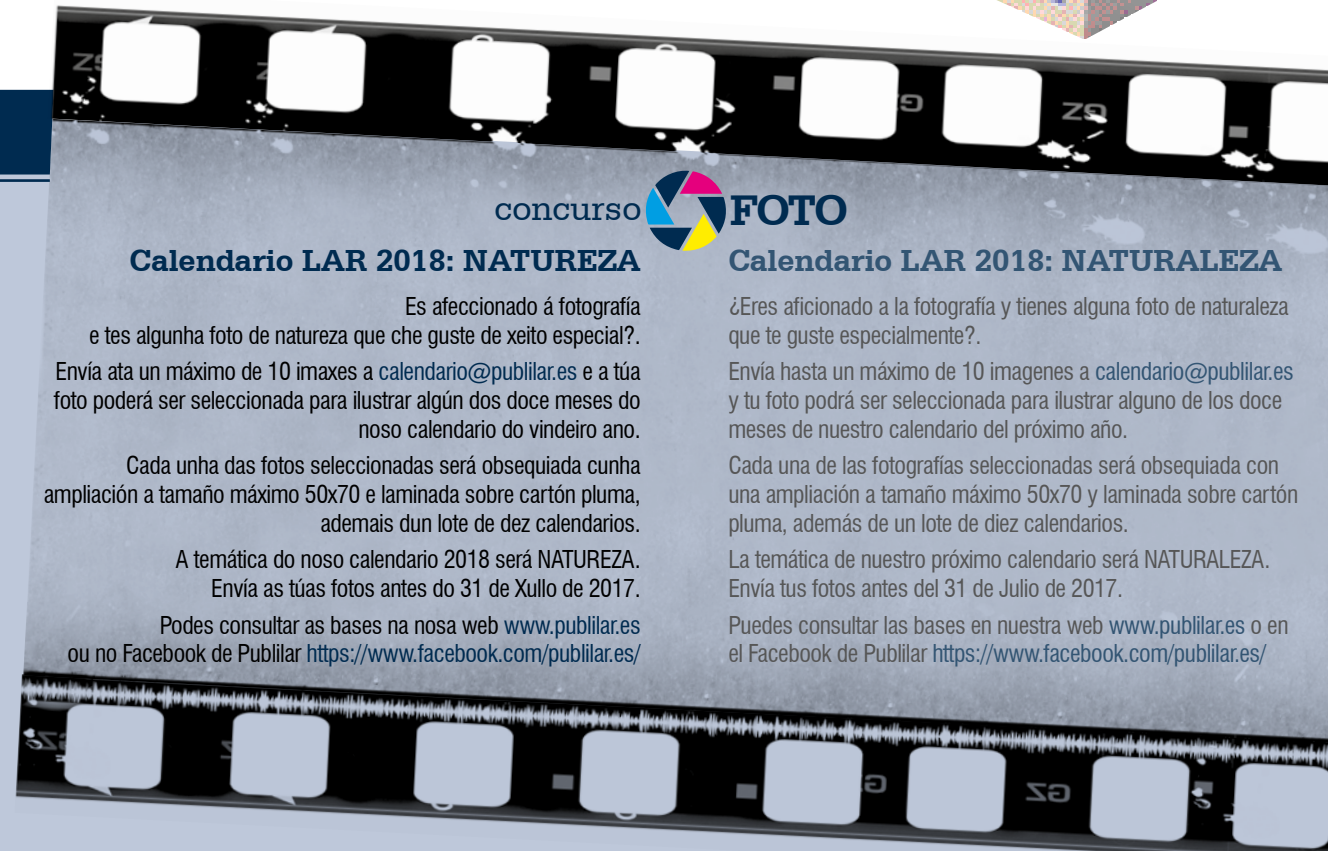 concurso FOTO
Calendario LAR 2018: NATUREZA
Es afeccionado á fotografía
e tes algunha foto de natureza que che guste de xeito especial?.
Envía ata un máximo de 10 imaxes a calendario@publilar.es e a túa
foto poderá ser seleccionada para ilustrar algún dos doce meses do
noso calendario do vindeiro ano.
Cada unha das fotos seleccionadas será obsequiada cunha
ampliación a tamaño máximo 50x70 e laminada sobre cartón pluma,
ademais dun lote de dez calendarios.
A temática do noso calendario 2018 será NATUREZA.
Envía as túas fotos antes do 31 de Xullo de 2017.
Podes consultar as bases na nosa web www.publilar.es
ou no Facebook de Publilar https://www.facebook.com/publilar.es/
Calendario LAR 2018: NATURALEZA
¿Eres aficionado a la fotografía y tienes alguna foto de naturaleza
que te guste especialmente?.
Envía hasta un máximo de 10 imagenes a calendario@publilar.es
y tu foto podrá ser seleccionada para ilustrar alguno de los doce
meses de nuestro calendario del próximo año.
Cada una de las fotografías seleccionadas será obsequiada con
una ampliación a tamaño máximo 50x70 y laminada sobre cartón
pluma, además de un lote de diez calendarios.
La temática de nuestro próximo calendario será NATURALEZA.
Envía tus fotos antes del 31 de Julio de 2017.
Puedes consultar las bases en nuestra web www.publilar.es o en
el Facebook de Publilar https://www.facebook.com/publilar.es/